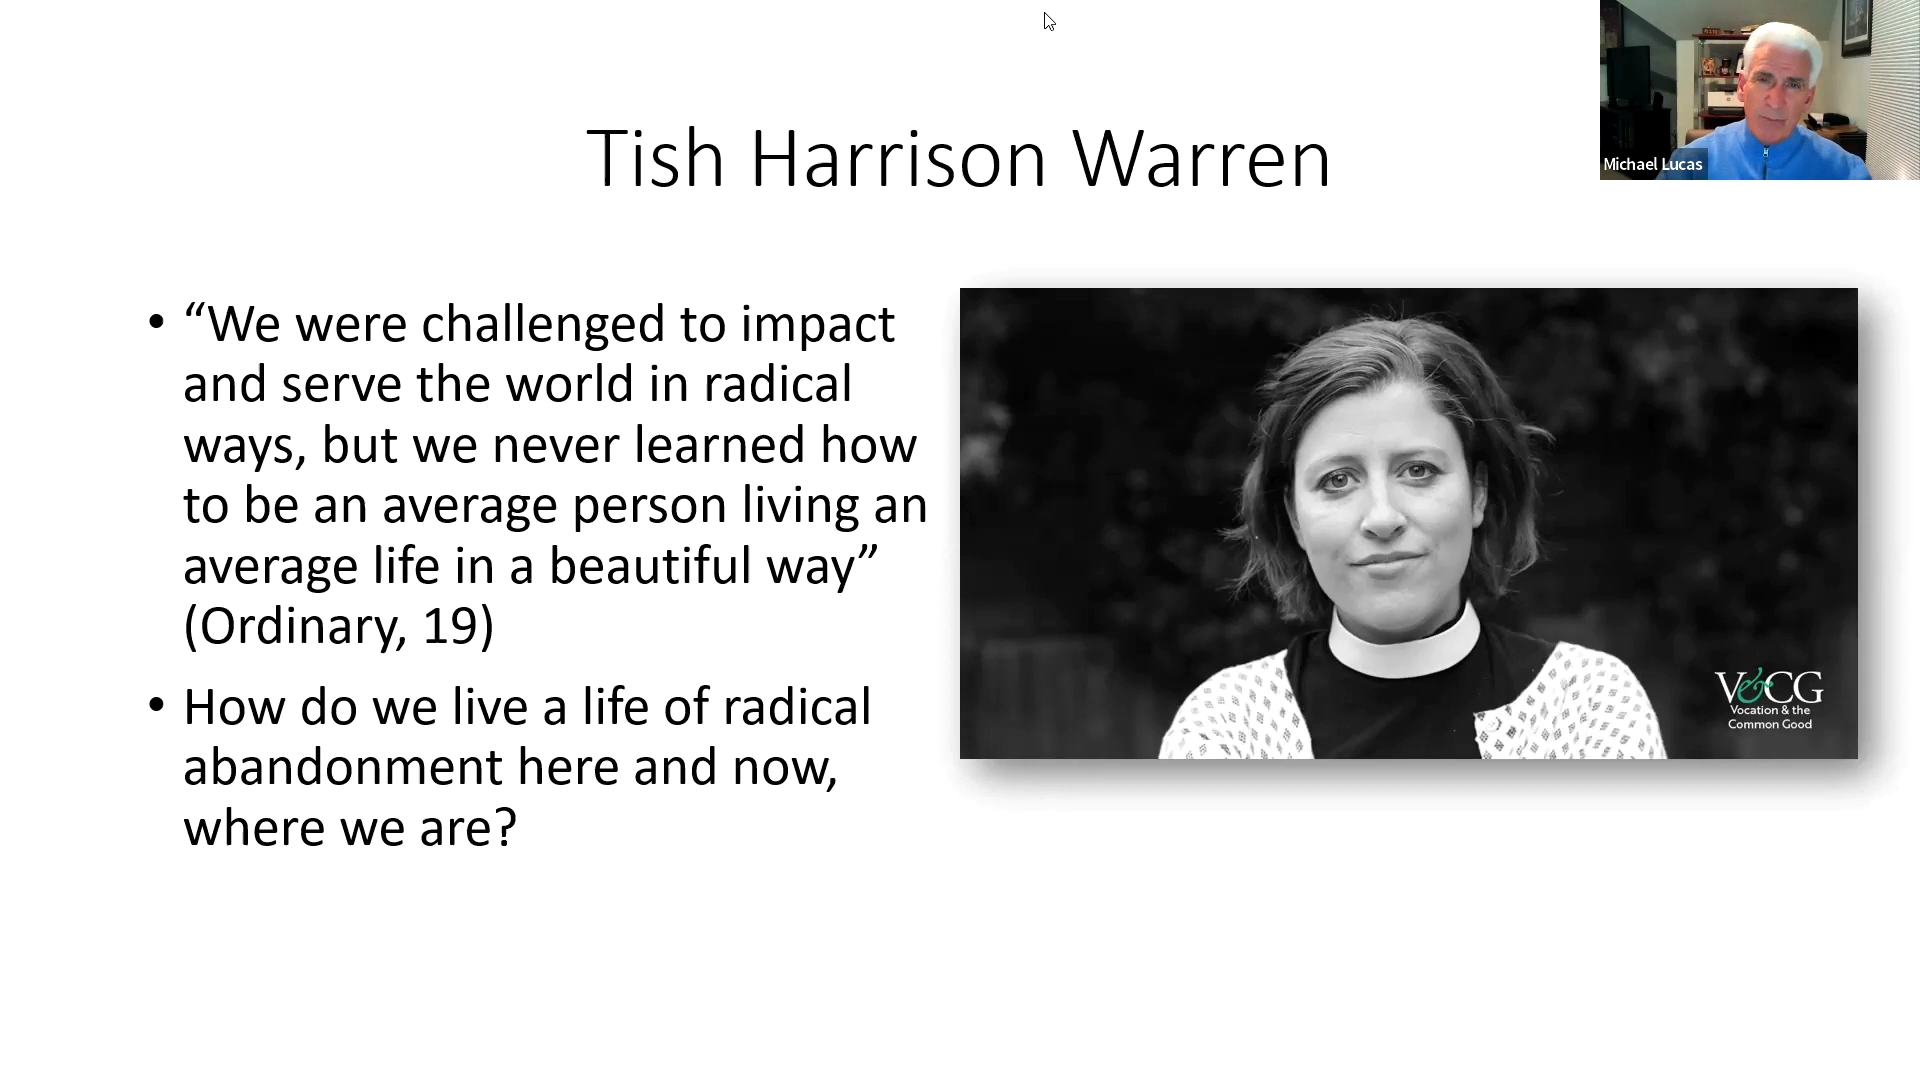 Tish Harrison Warren
Michael Lucas
• “We were challenged to impact
and serve the world in radical
ways, but we never learned how
to be an average person living an
average life in a beautiful way”
(Ordinary, 19)
• How do we live a life of radical
abandonment here and now,
where we are?
V&CG
Vocation & the
Common Good